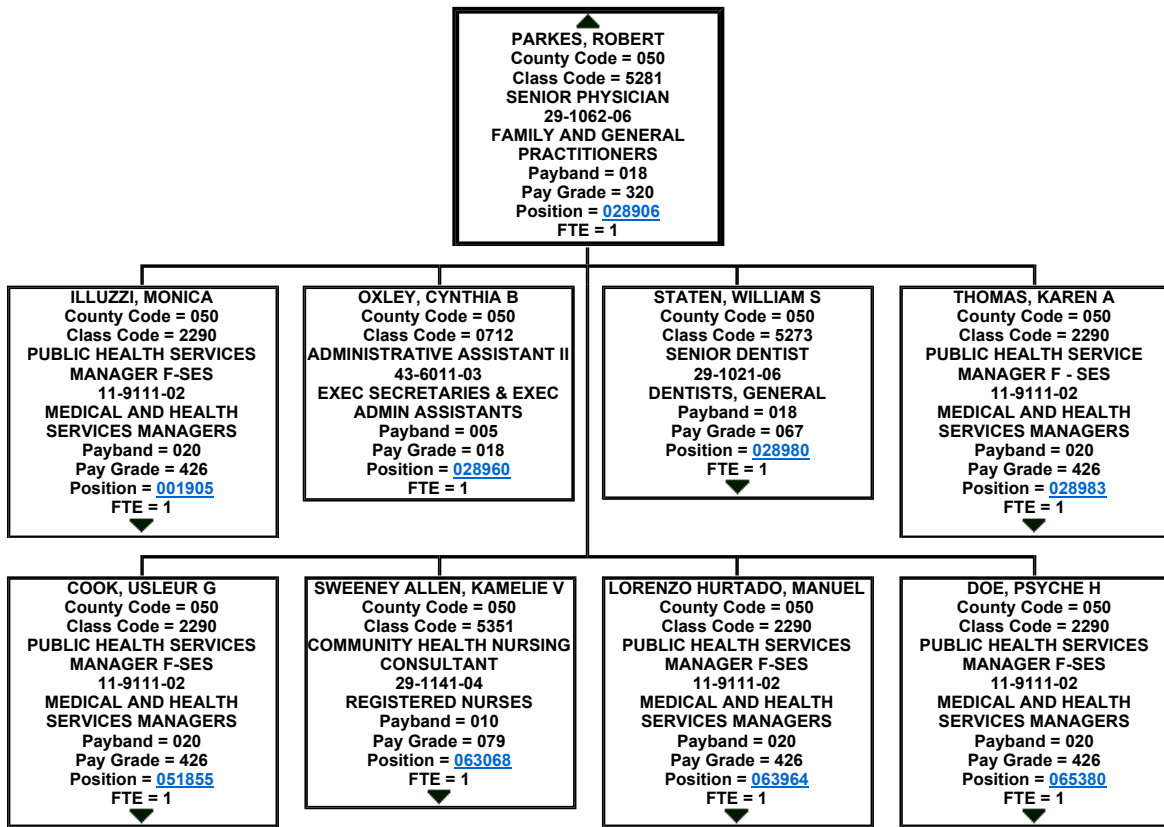 PARKES, ROBERT
County Code = 050
Class Code = 5281
SENIOR PHYSICIAN
29-1062-06
FAMILY AND GENERAL
PRACTITIONERS
Payband = 018
Pay Grade = 320
Position = 028906
FTE = 1
ILLUZZI, MONICA
County Code = 050
Class Code = 2290
PUBLIC HEALTH SERVICES
MANAGER F-SES
11-9111-02
MEDICAL AND HEALTH
SERVICES MANAGERS
Payband = 020
Pay Grade = 426
Position = 001905
FTE = 1
OXLEY, CYNTHIA B
County Code = 050
Class Code = 0712
ADMINISTRATIVE ASSISTANT II
43-6011-03
EXEC SECRETARIES & EXEC
ADMIN ASSISTANTS
Payband = 005
Pay Grade = 018
Position = 028960
FTE = 1
STATEN, WILLIAM S
County Code = 050
Class Code = 5273
SENIOR DENTIST
29-1021-06
DENTISTS, GENERAL
Payband = 018
Pay Grade = 067
Position = 028980
FTE = 1
THOMAS, KAREN A
County Code = 050
Class Code = 2290
PUBLIC HEALTH SERVICE
MANAGER F - SES
11-9111-02
MEDICAL AND HEALTH
SERVICES MANAGERS
Payband = 020
Pay Grade = 426
Position = 028983
FTE = 1
COOK, USLEUR G
County Code = 050
Class Code = 2290
PUBLIC HEALTH SERVICES
MANAGER F-SES
11-9111-02
MEDICAL AND HEALTH
SERVICES MANAGERS
Payband = 020
Pay Grade = 426
Position = 051855
FTE = 1
SWEENEY ALLEN, KAMELIE V
County Code = 050
Class Code = 5351
COMMUNITY HEALTH NURSING
CONSULTANT
29-1141-04
REGISTERED NURSES
Payband = 010
Pay Grade = 079
Position = 063068
FTE = 1
LORENZO HURTADO, MANUEL
County Code = 050
Class Code = 2290
PUBLIC HEALTH SERVICES
MANAGER F-SES
11-9111-02
MEDICAL AND HEALTH
SERVICES MANAGERS
Payband = 020
Pay Grade = 426
Position = 063964
FTE = 1
DOE, PSYCHE H
County Code = 050
Class Code = 2290
PUBLIC HEALTH SERVICES
MANAGER F-SES
11-9111-02
MEDICAL AND HEALTH
SERVICES MANAGERS
Payband = 020
Pay Grade = 426
Position = 065380
FTE = 1